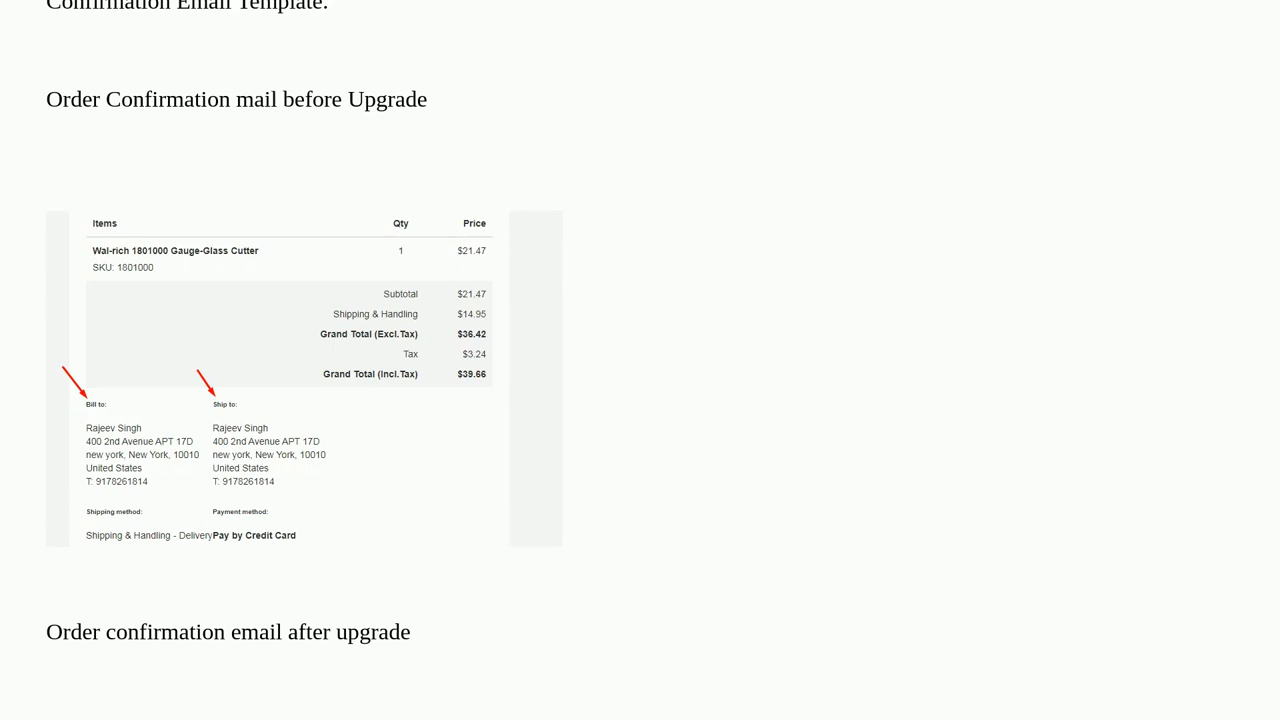 Confirmation Email Template.
Order Confirmation mail before Upgrade
Items Qty Price
Wal-rich 1801000 Gauge-Glass Cutter 1 $21.47
SKU: 1801000
Subtotal $21.47
Shipping & Handling $14.95
Grand Total (Excl.Tax) $36.42
Tax $3.24
Grand Total (Incl.Tax) $39.66
Bill to: Ship to:
Rajeev Singh Rajeev Singh
400 2nd Avenue APT 17D 400 2nd Avenue APT 17D
new york, New York, 10010 new york, New York, 10010
United States United States
T: 9178261814 T: 9178261814
Shipping method: Payment method:
Shipping & Handling - Delivery Pay by Credit Card
Order confirmation email after upgrade